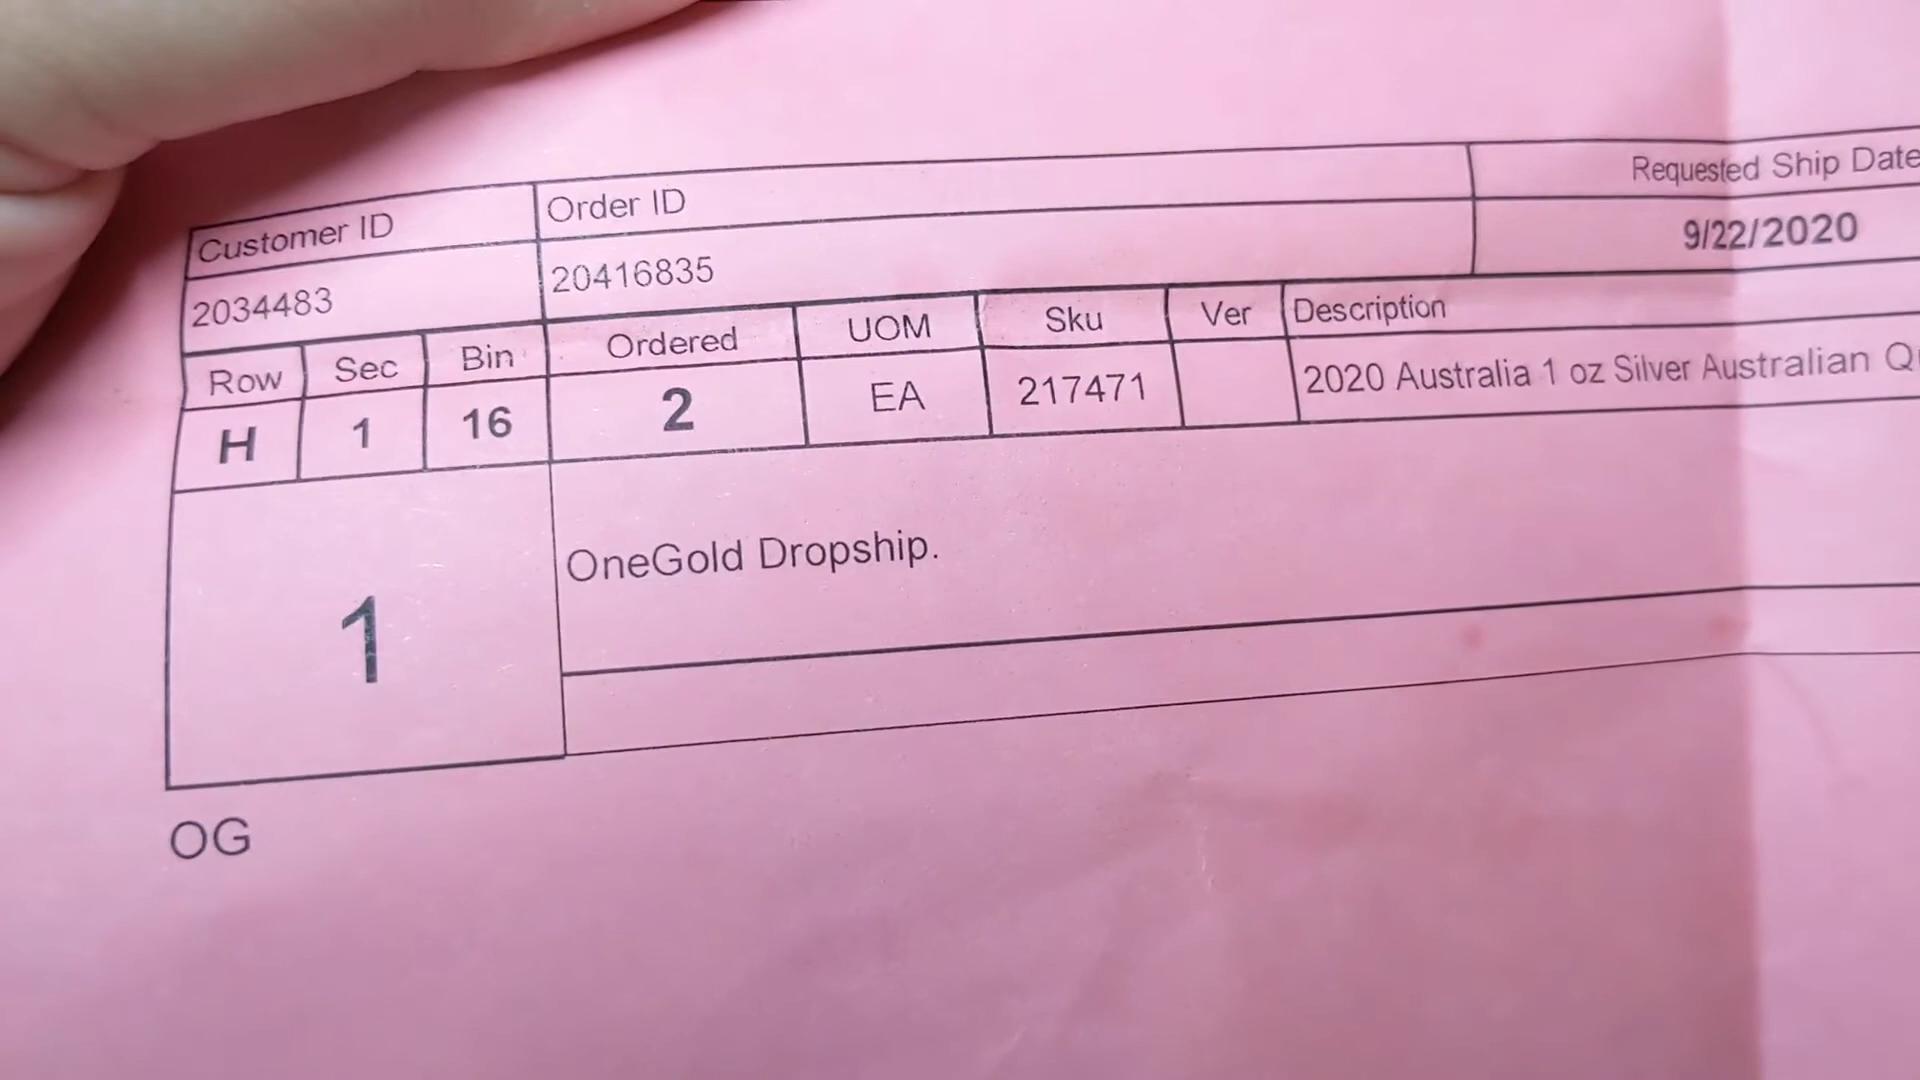 Customer ID Order ID Requested Ship Date
2034483 20416835 9/22/2020
Row Sec Bin Ordered UOM Sku Ver Description
H 1 16 2 EA 217471 2020 Australia 1 oz Silver Australian
1 OneGold Dropship.
OG